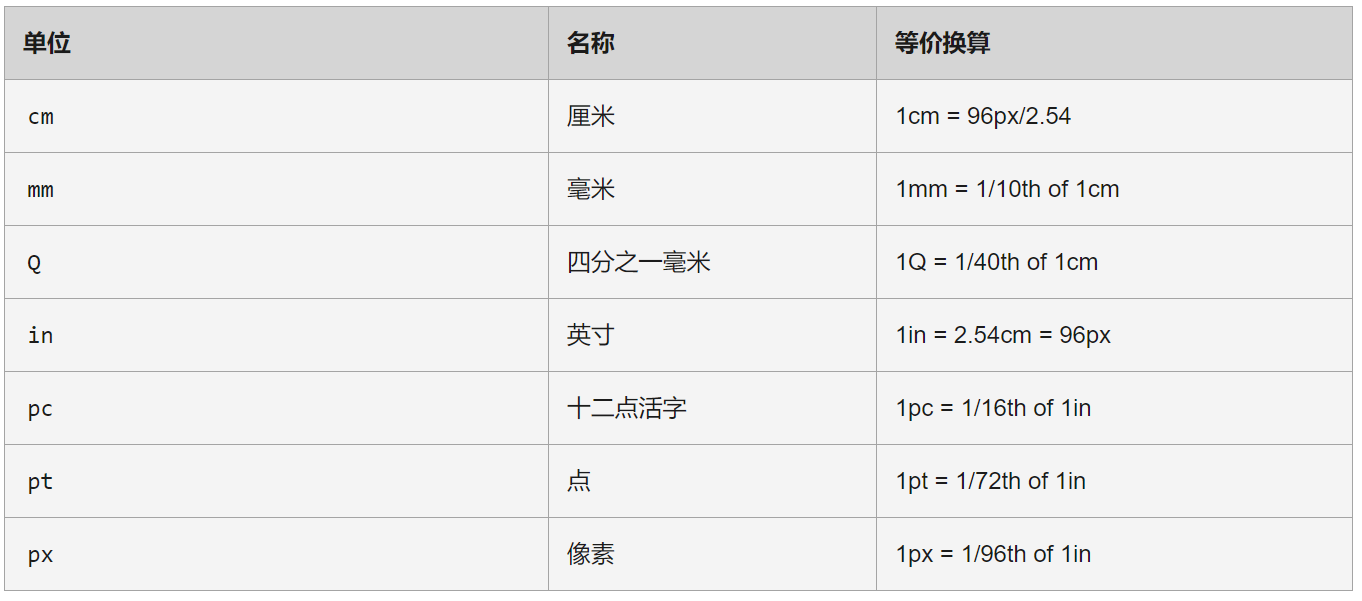 单位 名称 等价换算
cm 厘米 1cm = 96px/2.54
mm 毫米 1mm = 1/10th of 1cm
Q 四分之一毫米 1Q = 1/40th of 1cm
in 英寸 1in = 2.54cm = 96px
pc 十二点活字 1pc = 1/16th of 1in
pt 点 1pt = 1/72th of 1in
px 像素 1px = 1/96th of 1in